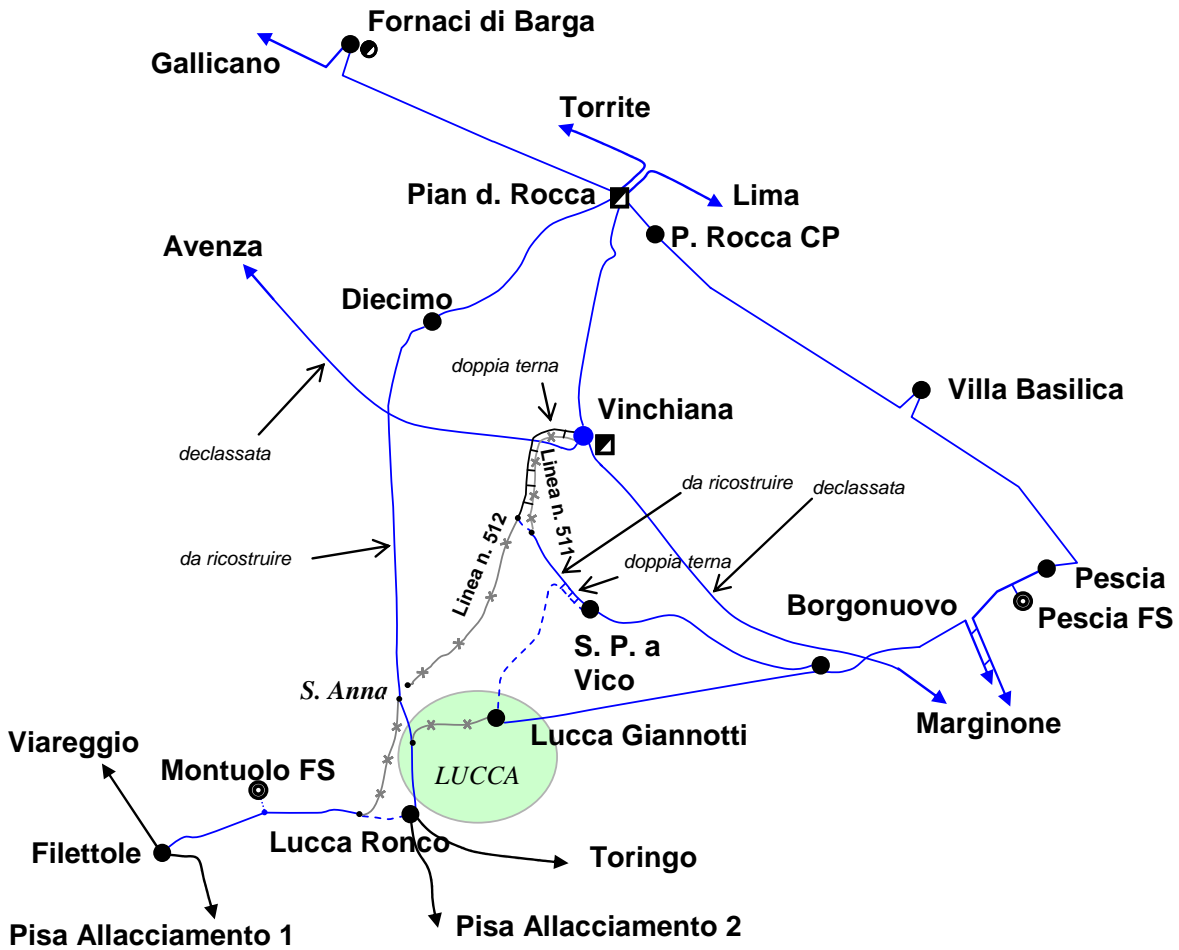 Fornaci di Barga
Gallicano
Torrite
Pian d. Rocca
Lima
P. Rocca CP
Avenza
Diecimo
doppia terna
Villa Basilica
Vinchiana
declassata
Linea n. 511
da ricostruire
declassata
Linea n. 512
da ricostruire
doppia terna
Pescia
Borgonuovo
Pescia FS
S. P. a
Vico
S. Anna
Marginone
Lucca Giannotti
Viareggio
Montuolo FS
LUCCA
Lucca Ronco
Filettole
Toringo
Pisa Allacciamento 1
Pisa Allacciamento 2